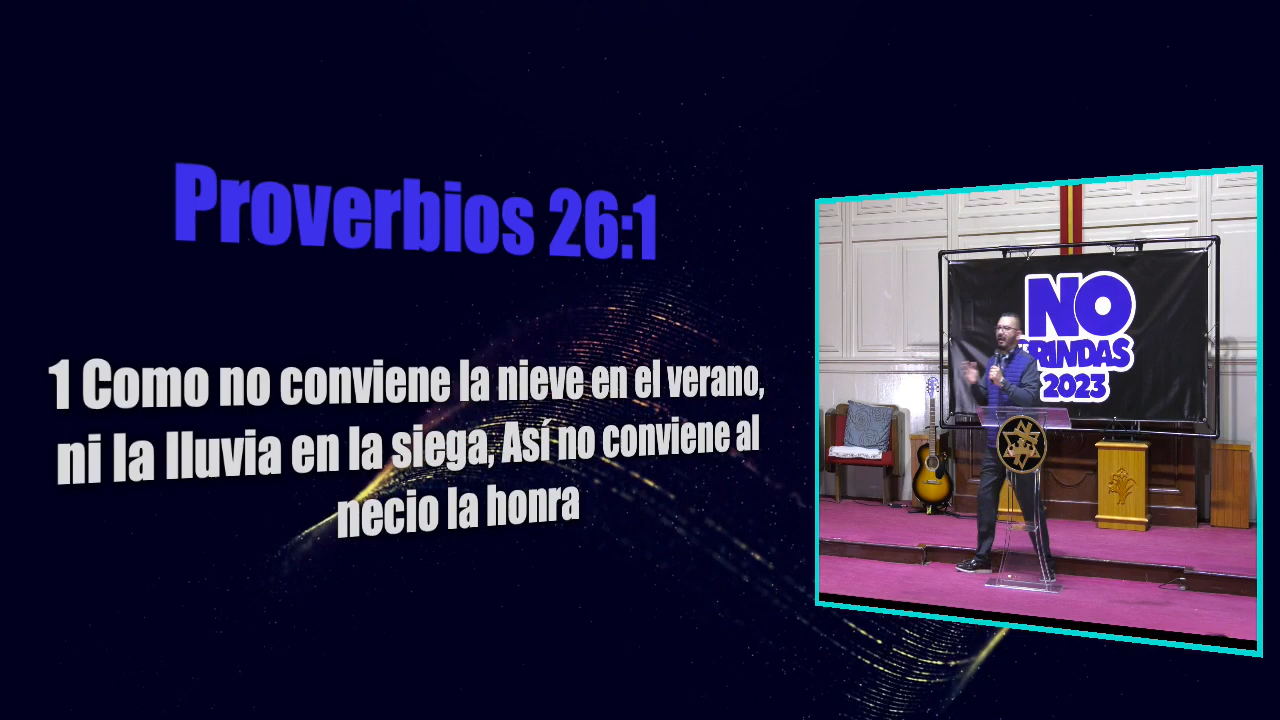 Proverbios 26:1
1 Como no conviene la nieve en el verano,
ni la lluvia en la siega, Así no conviene al
necio la honra
NO
2023